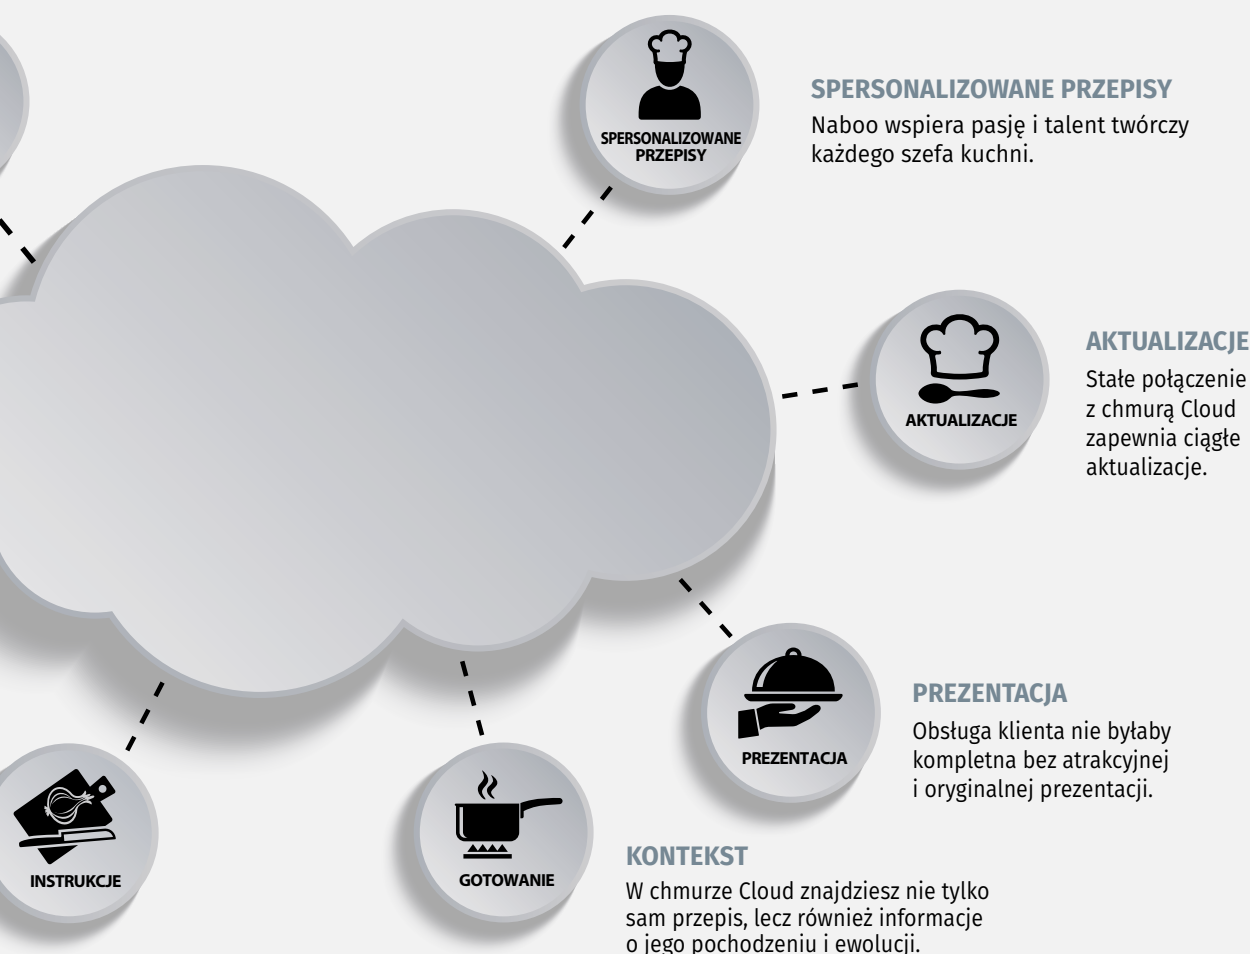 SPERSONALIZOWANE
PRZEPISY
SPERSONALIZOWANE PRZEPISY
Naboo wspiera pasję i talent twórczy
każdego szefa kuchni.
AKTUALIZACJE
AKTUALIZACJE
Stałe połączenie
z chmurą Cloud
zapewnia ciągłe
aktualizacje.
PREZENTACJA
PREZENTACJA
Obsługa klienta nie byłaby
kompletna bez atrakcyjnej
i oryginalnej prezentacji.
INSTRUKCJE
GOTOWANIE
KONTEKST
W chmurze Cloud znajdziesz nie tylko
sam przepis, lecz również informacje
o jego pochodzeniu i ewolucji.